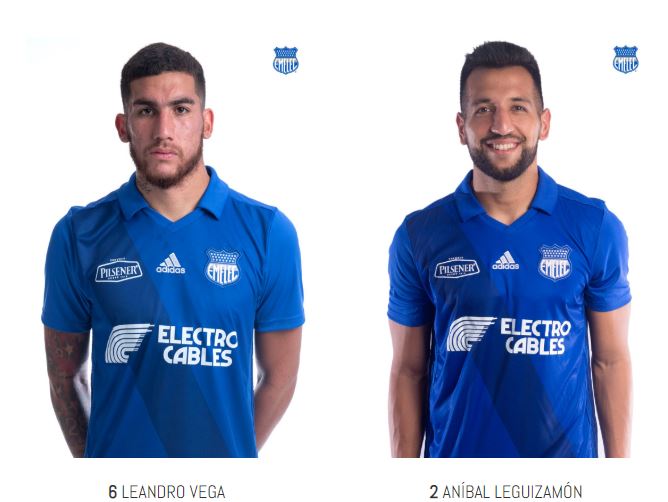 EMELEC
EMELEC
PILSENER
adidas
EMELEC
ELECTRO
CABLES
PILSENER
adidas
EMELEC
ELECTRO
CABLES
6 LEANDRO VEGA
2 ANÍBAL LEGUIZAMÓN